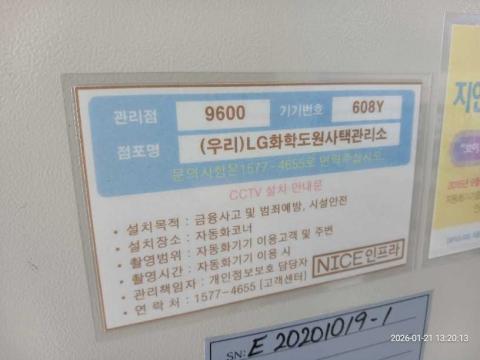 관리점 9600 기기번호 608Y
점포명 (우리)LG화학도원사택관리소
문의사항은1577-4655로 연락주십시오.
CCTV 설치 안내문
• 설치목적 : 금융사고 및 범죄예방, 시설안전
• 설치장소 : 자동화코너
• 촬영범위 : 자동화기기 이용고객 및 주변
• 촬영시간 : 자동화기기 이용 시
• 관리책임자 : 개인정보보호 담당자
• 연 락 처 : 1577-4655 [고객센터]
NICE인프라
SN: E 20201019-1
지연
2026-01-21 13:20:13